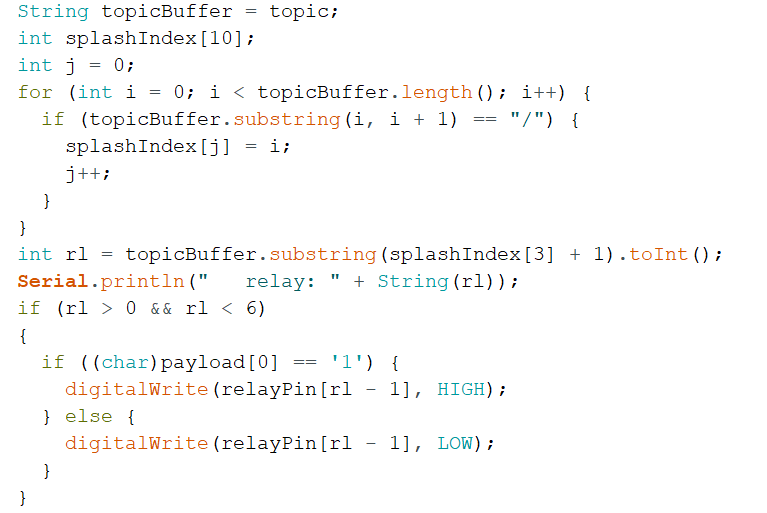 String topicBuffer = topic;
int splashIndex[10];
int j = 0;
for (int i = 0; i < topicBuffer.length(); i++) {
  if (topicBuffer.substring(i, i + 1) == "/") {
    splashIndex[j] = i;
    j++;
  }
}
int rl = topicBuffer.substring(splashIndex[3] + 1).toInt();
Serial.println("   relay: " + String(rl));
if (rl > 0 && rl < 6)
{
  if ((char)payload[0] == '1') {
    digitalWrite(relayPin[rl - 1], HIGH);
  } else {
    digitalWrite(relayPin[rl - 1], LOW);
  }
}